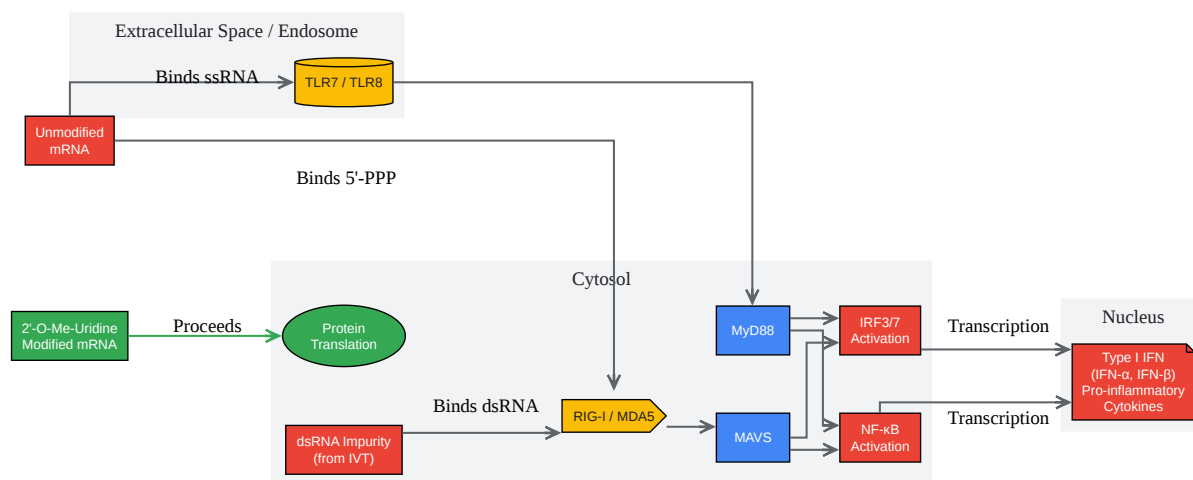 Extracellular Space / Endosome
Binds ssRNA
TLR7 / TLR8
Unmodified
mRNA
Binds 5'-PPP
Cytosol
2'-O-Me-Uridine
Modified mRNA
Proceeds
Protein
Translation
MyD88
IRF3/7
Activation
Transcription
Nucleus
Type I IFN
(IFN-α, IFN-β)
Pro-inflammatory
Cytokines
Binds dsRNA
RIG-I / MDA5
dsRNA Impurity
(from IVT)
MAVS
NF-κB
Activation
Transcription